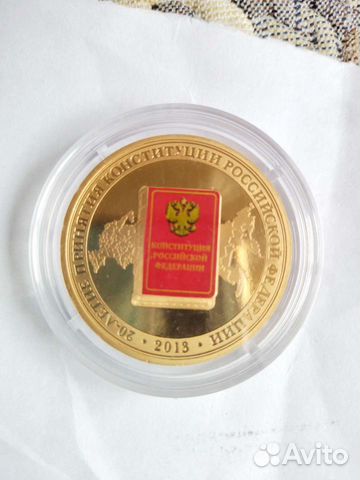 20-ЛЕТИЕ ПРИНЯТИЯ КОНСТИТУЦИИ РОССИЙСКОЙ ФЕДЕРАЦИИ
КОНСТИТУЦИЯ
РОССИЙСКОЙ
ФЕДЕРАЦИИ
• 2013 •
Avito